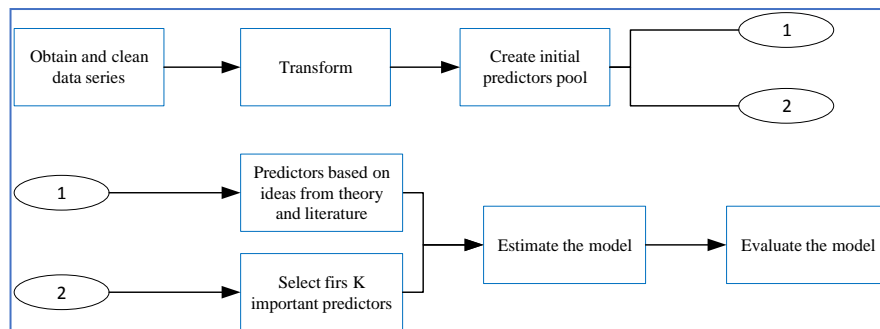 Obtain and clean
data series
Transform
Create initial
predictors pool
1
2
1
Predictors based on
ideas from theory
and literature
2
Select firs K
important predictors
Estimate the model
Evaluate the model